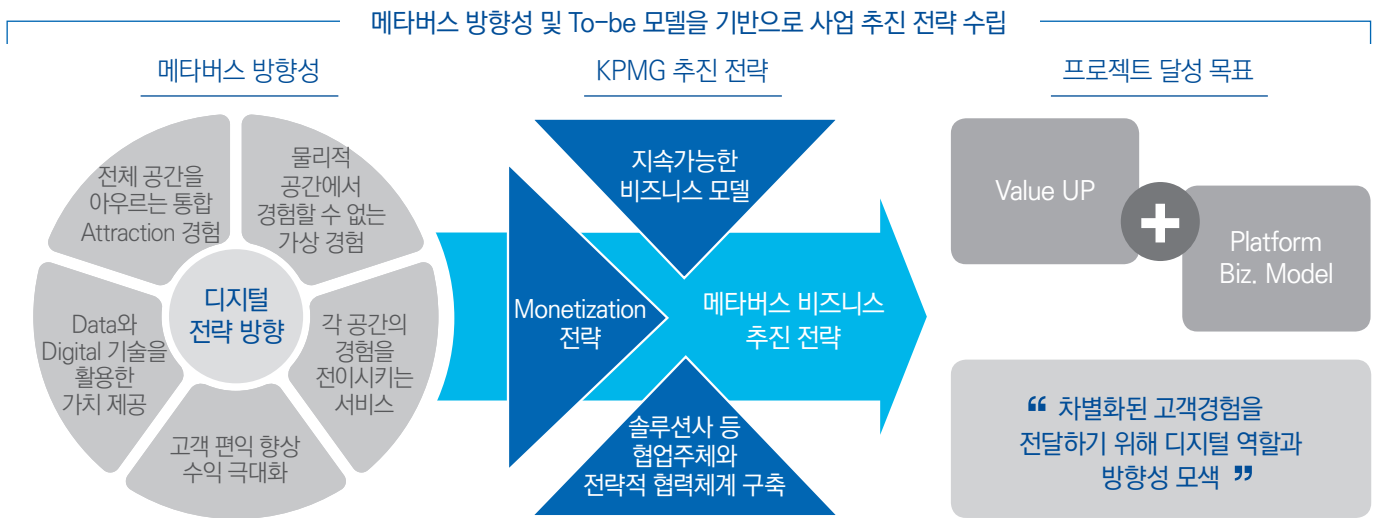 메타버스 방향성 및 To-be 모델을 기반으로 사업 추진 전략 수립
메타버스 방향성
전체 공간을
아우르는 통합
Attraction 경험
물리적
공간에서
경험할 수 없는
가상 경험
디지털
전략 방향
Data와
Digital 기술을
활용한
가치 제공
각 공간의
경험을
전이시키는
서비스
고객 편익 향상
수익 극대화
KPMG 추진 전략
지속가능한
비즈니스 모델
Monetization
전략
메타버스 비즈니스
추진 전략
솔루션사 등
협업주체와
전략적 협력체계 구축
프로젝트 달성 목표
Value UP
+
Platform
Biz. Model
“ 차별화된 고객경험을
전달하기 위해 디지털 역할과
방향성 모색 ”